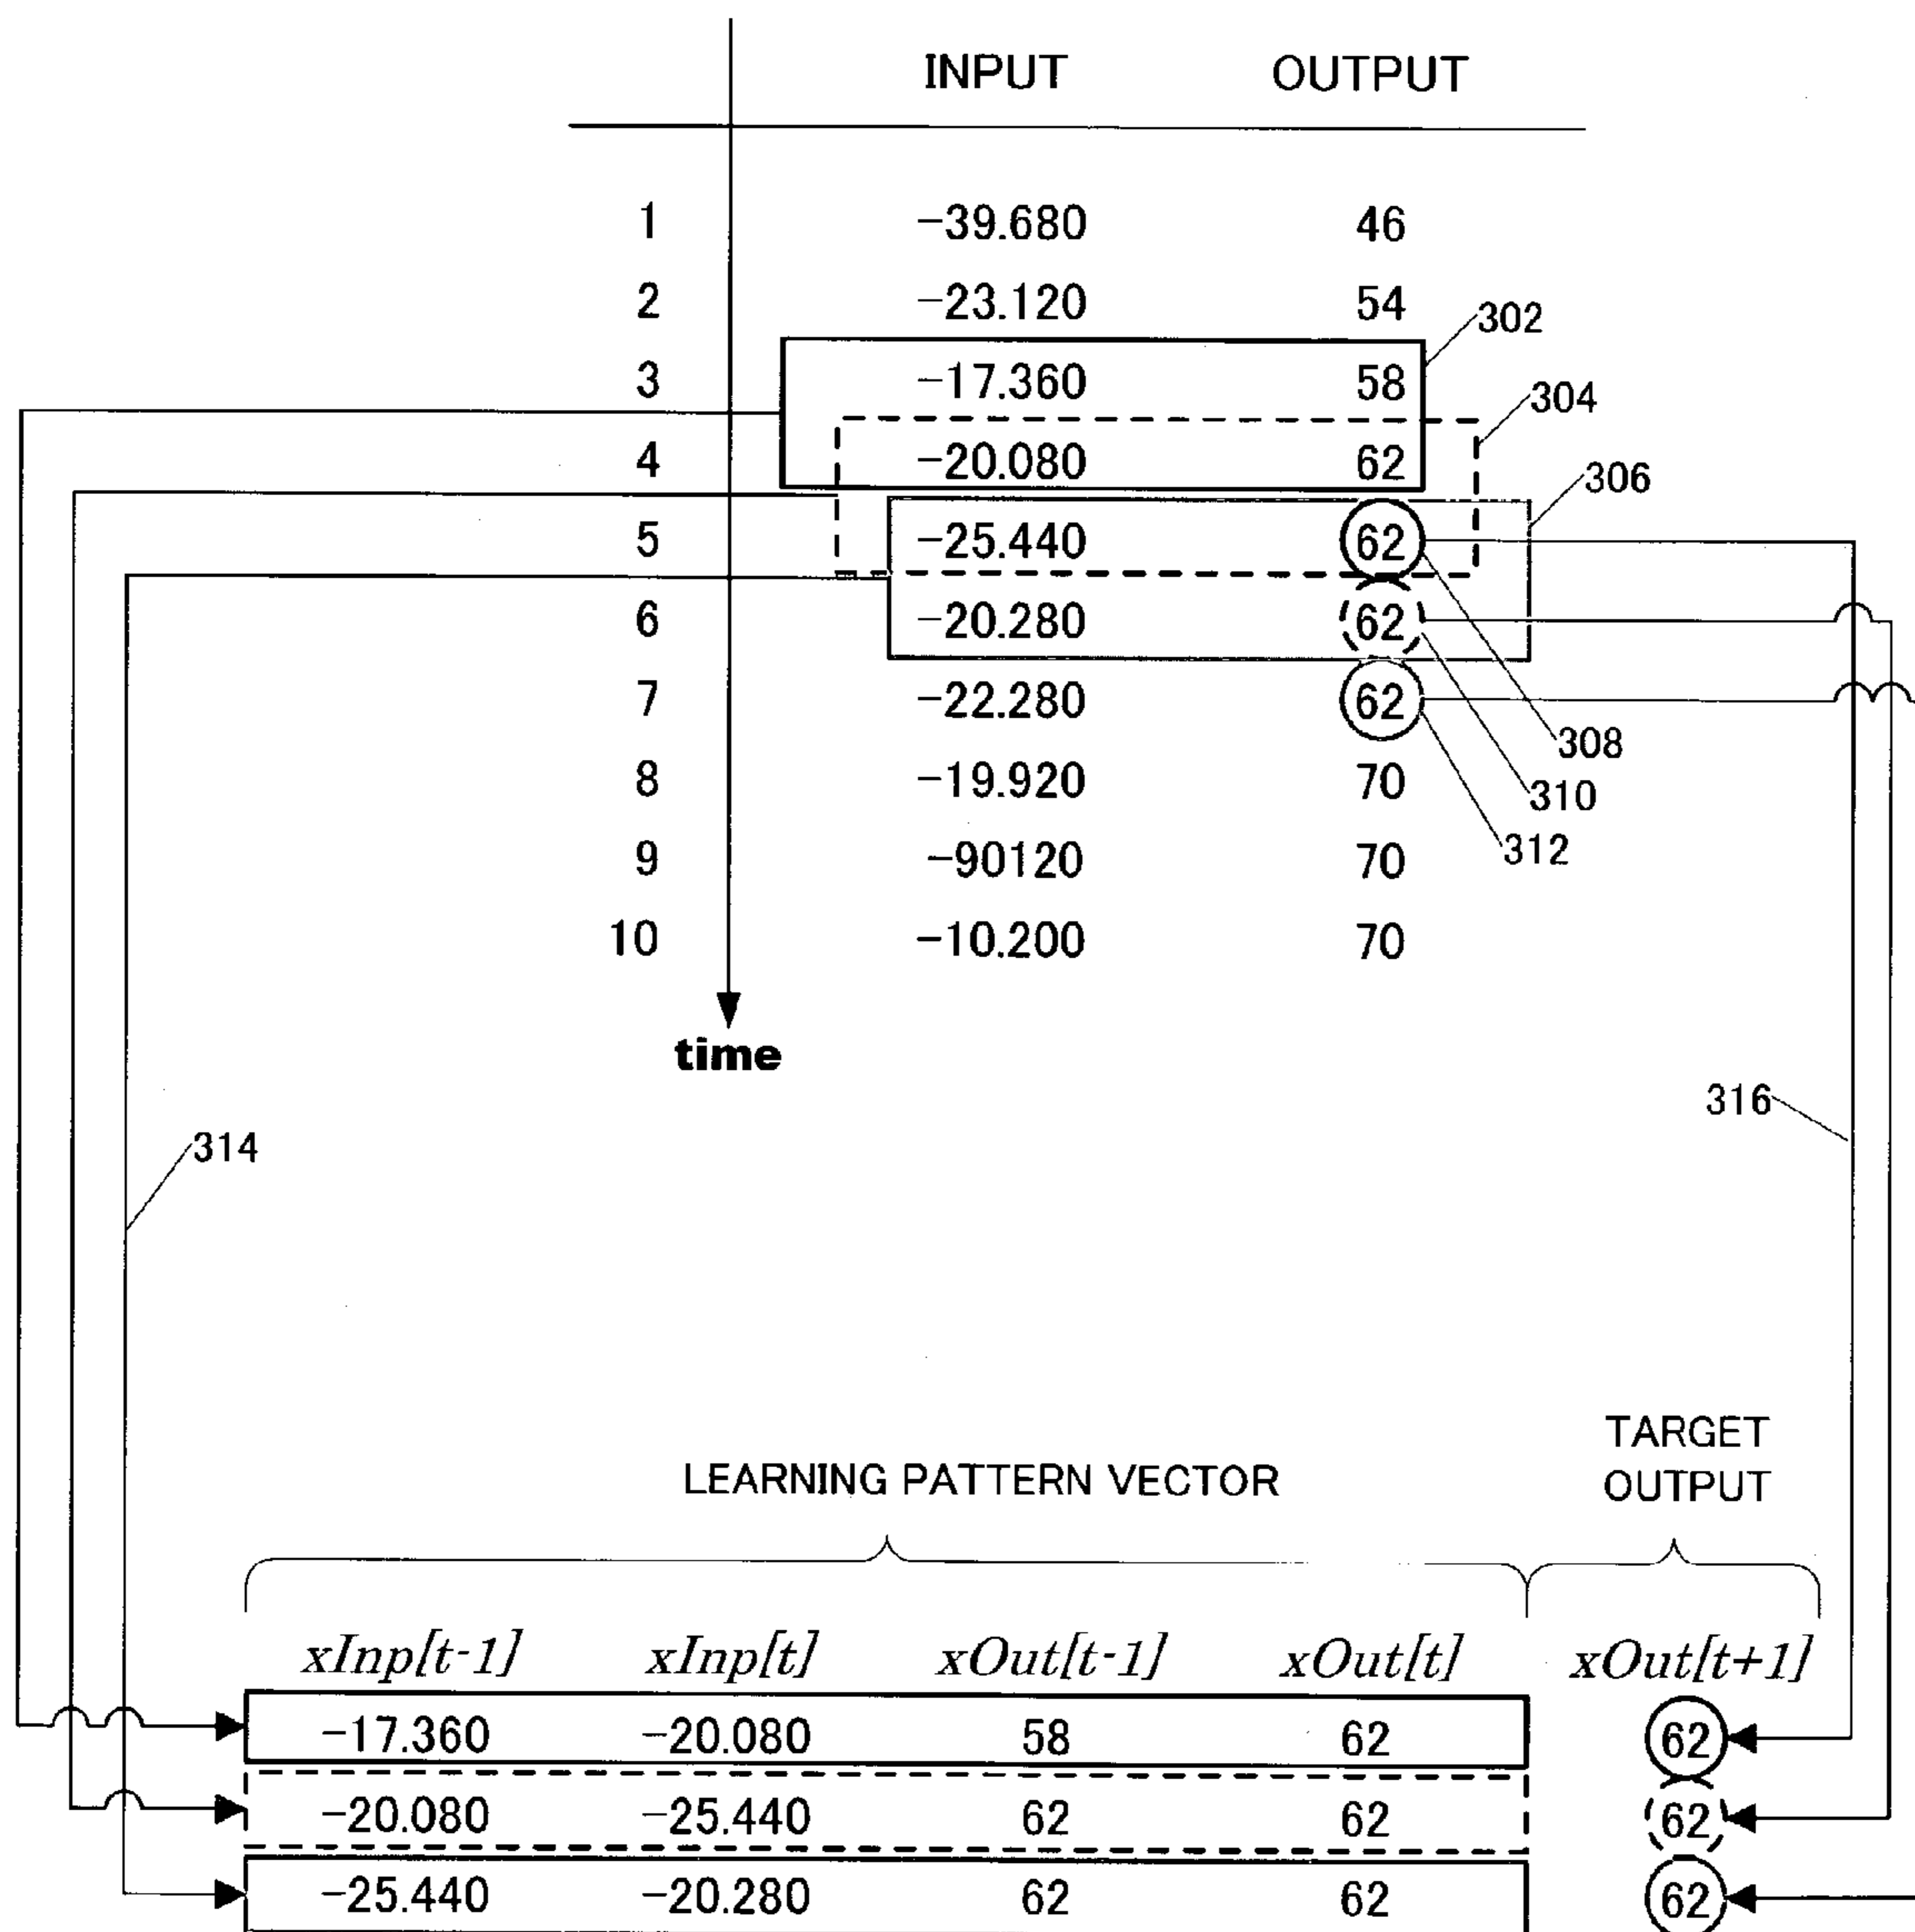 INPUT OUTPUT
1 −39.680 46
2 −23.120 54
302
3 −17.360 58
304
4 −20.080 62
306
5 −25.440 62
6 −20.280 62
7 −22.280 62
308
8 −19.920 70
310
9 −90120 70
312
10 −10.200 70
time
316
314
TARGET
OUTPUT
LEARNING PATTERN VECTOR
xInp[t-1] xInp[t] xOut[t-1] xOut[t] xOut[t+1]
−17.360 −20.080 58 62 62
−20.080 −25.440 62 62 62
−25.440 −20.280 62 62 62